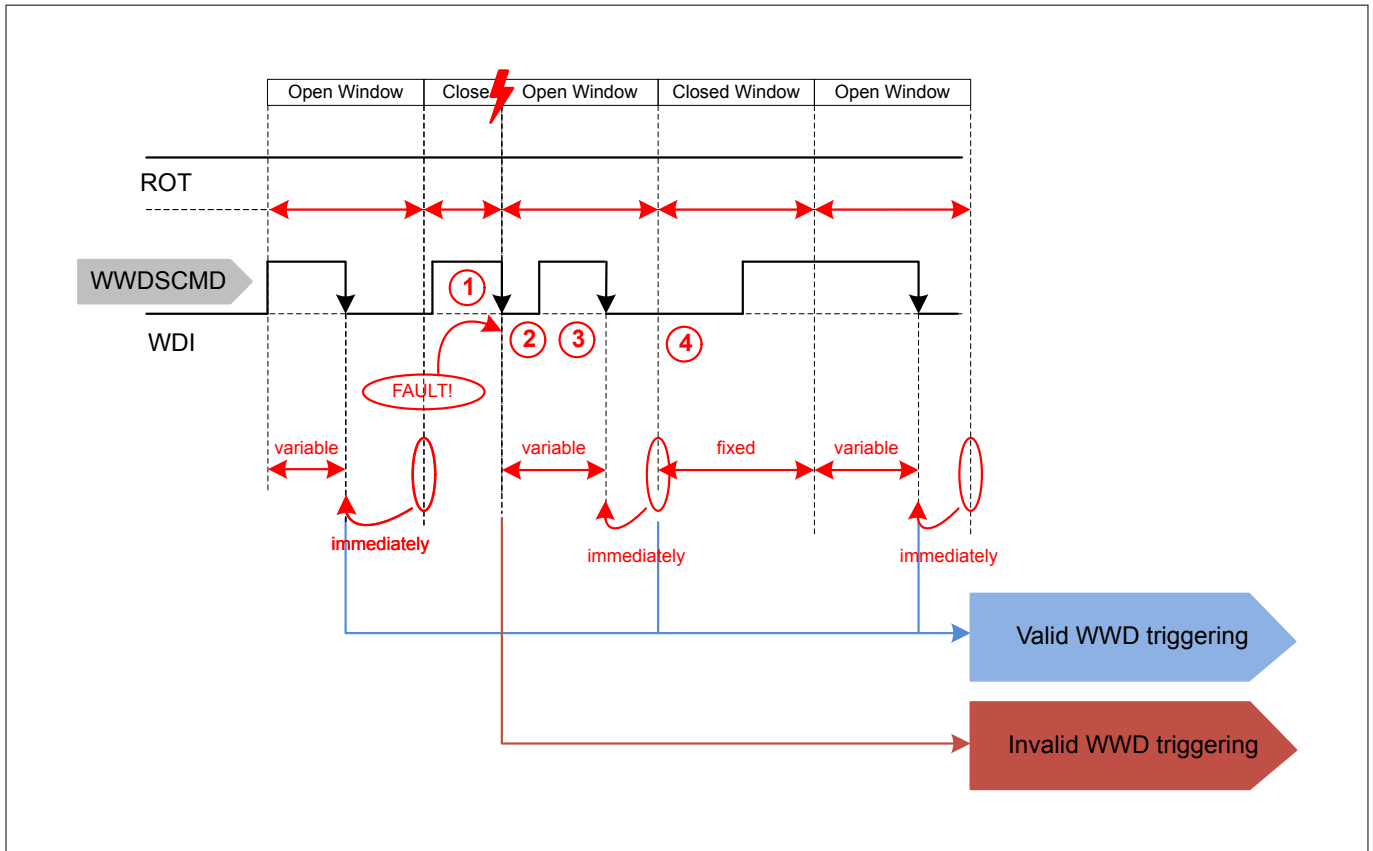 Open Window
Close
Open Window
Closed Window
Open Window
ROT
WWDSCMD
WDI
1
2
3
4
FAULT!
variable
variable
fixed
variable
immediately
immediately
immediately
Valid WWD triggering
Invalid WWD triggering